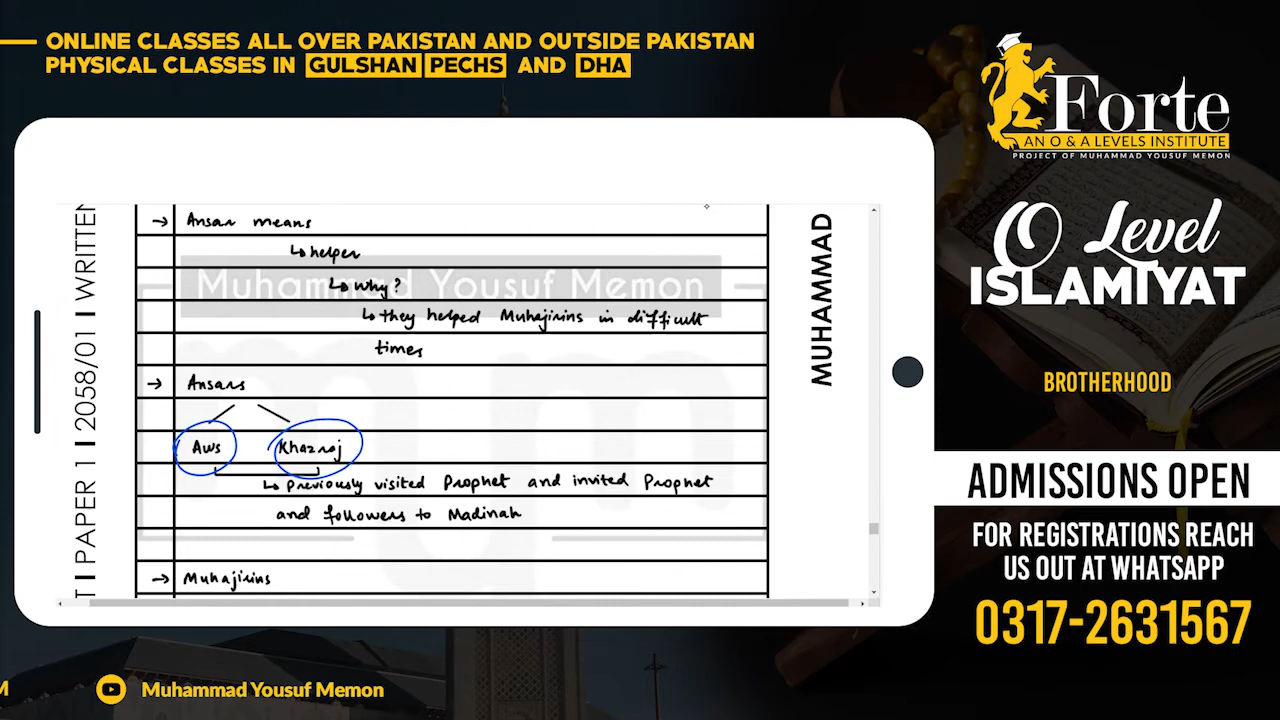 ONLINE CLASSES ALL OVER PAKISTAN AND OUTSIDE PAKISTAN
PHYSICAL CLASSES IN GULSHAN PECHS AND DHA
Forte
AN O & A LEVELS INSTITUTE
PROJECT OF MUHAMMAD YOUSUF MEMON
O Level
ISLAMIYAT
BROTHERHOOD
ADMISSIONS OPEN
FOR REGISTRATIONS REACH
US OUT AT WHATSAPP
0317-2631567
T I PAPER 1 I 2058/01 I WRITTEN
→ Ansar means
↳ helper
Muhammad Yousuf Memon
↳ why?
↳ they helped Muhajirins in difficult
times
→ Ansars
Aws Khazraj
↳ previously visited Prophet and invited Prophet
and followers to Madinah
→ Muhajirins
MUHAMMAD
M
Muhammad Yousuf Memon